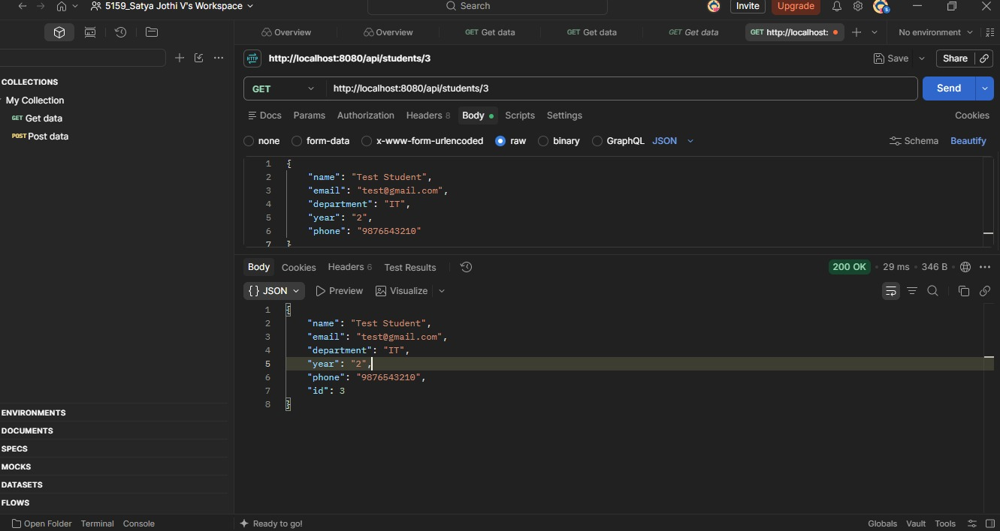 5159_Satya Jothi V's Workspace
Search
Invite
Upgrade
Overview
Overview
GET Get data
GET Get data
GET Get data
GET http://localhost:
No environment
HTTP http://localhost:8080/api/students/3
Save
Share
GET
http://localhost:8080/api/students/3
Send
Docs Params Authorization Headers 8 Body Scripts Settings
Cookies
none form-data x-www-form-urlencoded raw binary GraphQL JSON
Schema Beautify
1 {
2 "name": "Test Student",
3 "email": "test@gmail.com",
4 "department": "IT",
5 "year": "2",
6 "phone": "9876543210"
7 }
Body Cookies Headers 6 Test Results
200 OK • 29 ms • 346 B
{} JSON Preview Visualize
1 {
2 "name": "Test Student",
3 "email": "test@gmail.com",
4 "department": "IT",
5 "year": "2",
6 "phone": "9876543210",
7 "id": 3
8 }
COLLECTIONS
My Collection
GET Get data
POST Post data
ENVIRONMENTS
DOCUMENTS
SPECS
MOCKS
DATASETS
FLOWS
Open Folder Terminal Console
Ready to go!
Globals Vault Tools